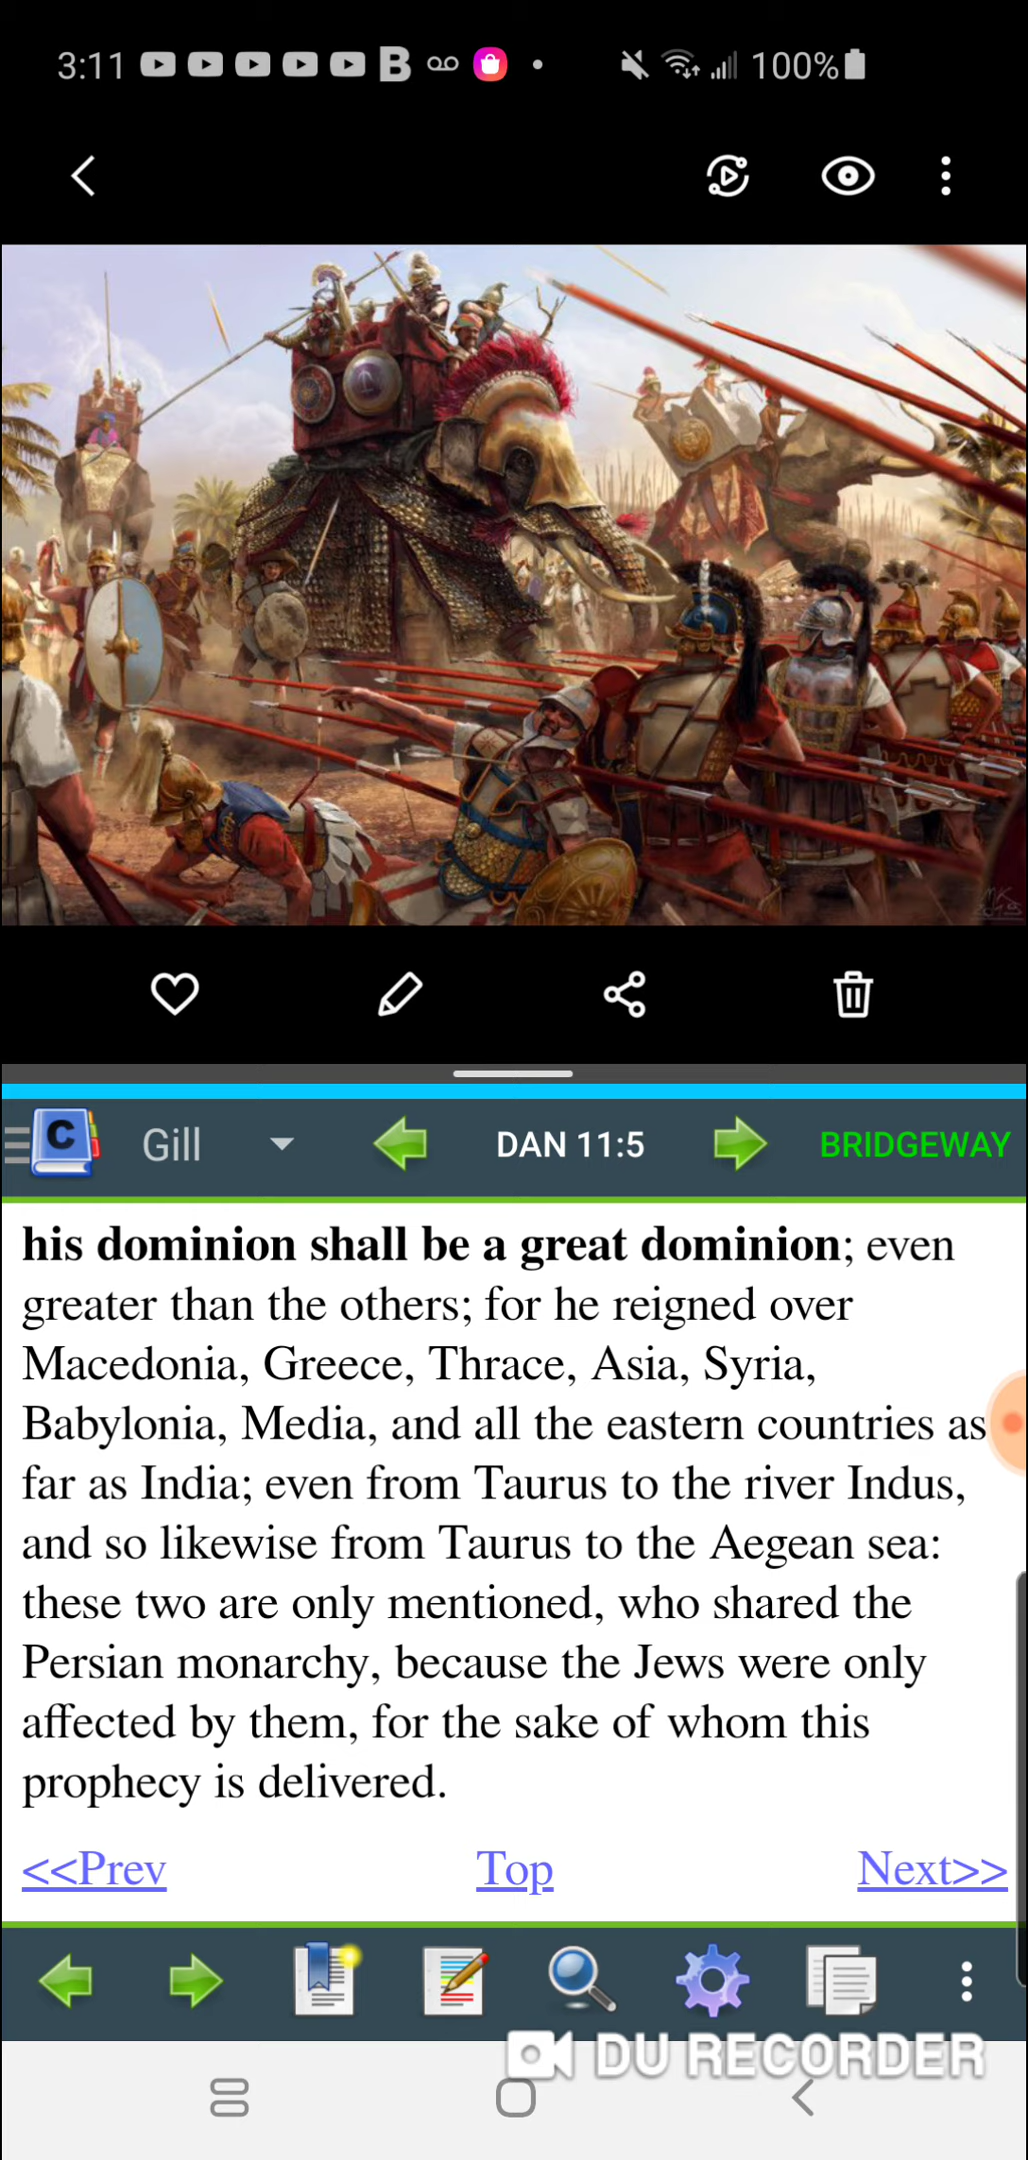 3:11 B 100%
Gill DAN 11:5 BRIDGEWAY
his dominion shall be a great dominion; even
greater than the others; for he reigned over
Macedonia, Greece, Thrace, Asia, Syria,
Babylonia, Media, and all the eastern countries as
far as India; even from Taurus to the river Indus,
and so likewise from Taurus to the Aegean sea:
these two are only mentioned, who shared the
Persian monarchy, because the Jews were only
affected by them, for the sake of whom this
prophecy is delivered.
<<Prev Top Next>>
DU RECORDER